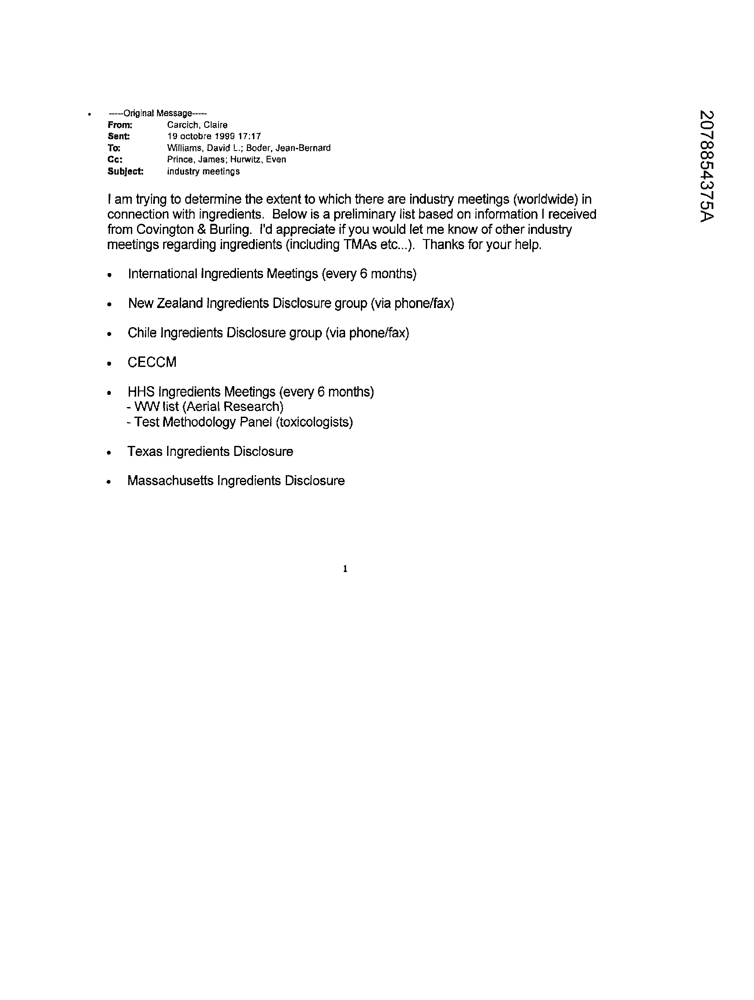 • -----Original Message-----
From: Carcich, Claire
Sent: 19 octobre 1999 17:17
To: Williams, David L.; Boder, Jean-Bernard
Cc: Prince, James; Hurwitz, Even
Subject: industry meetings
I am trying to determine the extent to which there are industry meetings (worldwide) in
connection with ingredients. Below is a preliminary list based on information I received
from Covington & Burling. I'd appreciate if you would let me know of other industry
meetings regarding ingredients (including TMAs etc...). Thanks for your help.
• International Ingredients Meetings (every 6 months)
• New Zealand Ingredients Disclosure group (via phone/fax)
• Chile Ingredients Disclosure group (via phone/fax)
• CECCM
• HHS Ingredients Meetings (every 6 months)
- WW list (Aerial Research)
- Test Methodology Panel (toxicologists)
• Texas Ingredients Disclosure
• Massachusetts Ingredients Disclosure
1
2078854375A